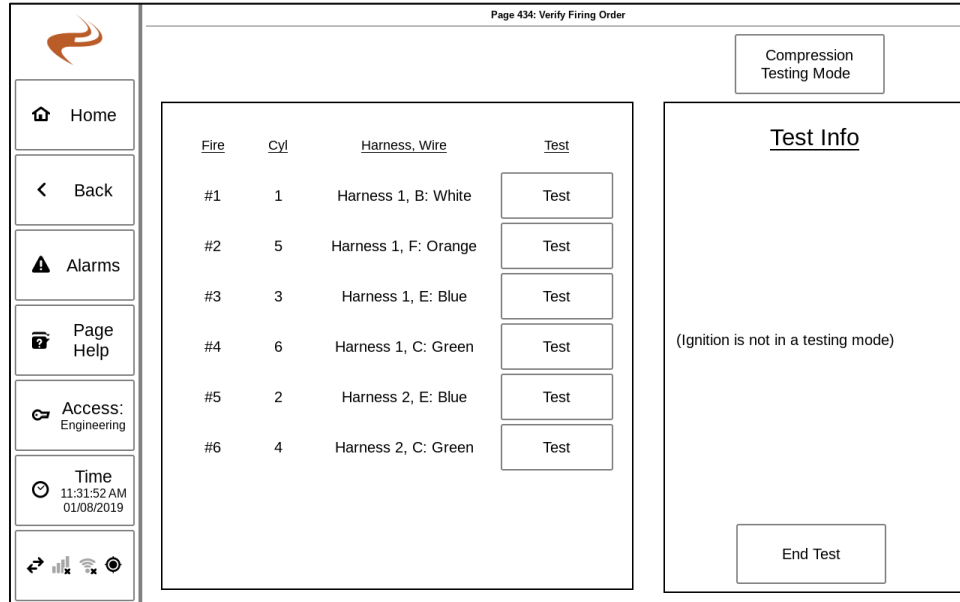 Page 434: Verify Firing Order
Home
Back
Alarms
Page
Help
Access:
Engineering
Time
11:31:52 AM
01/08/2019
Compression
Testing Mode
Fire Cyl Harness, Wire Test
#1 1 Harness 1, B: White Test
#2 5 Harness 1, F: Orange Test
#3 3 Harness 1, E: Blue Test
#4 6 Harness 1, C: Green Test
#5 2 Harness 2, E: Blue Test
#6 4 Harness 2, C: Green Test
Test Info
(Ignition is not in a testing mode)
End Test